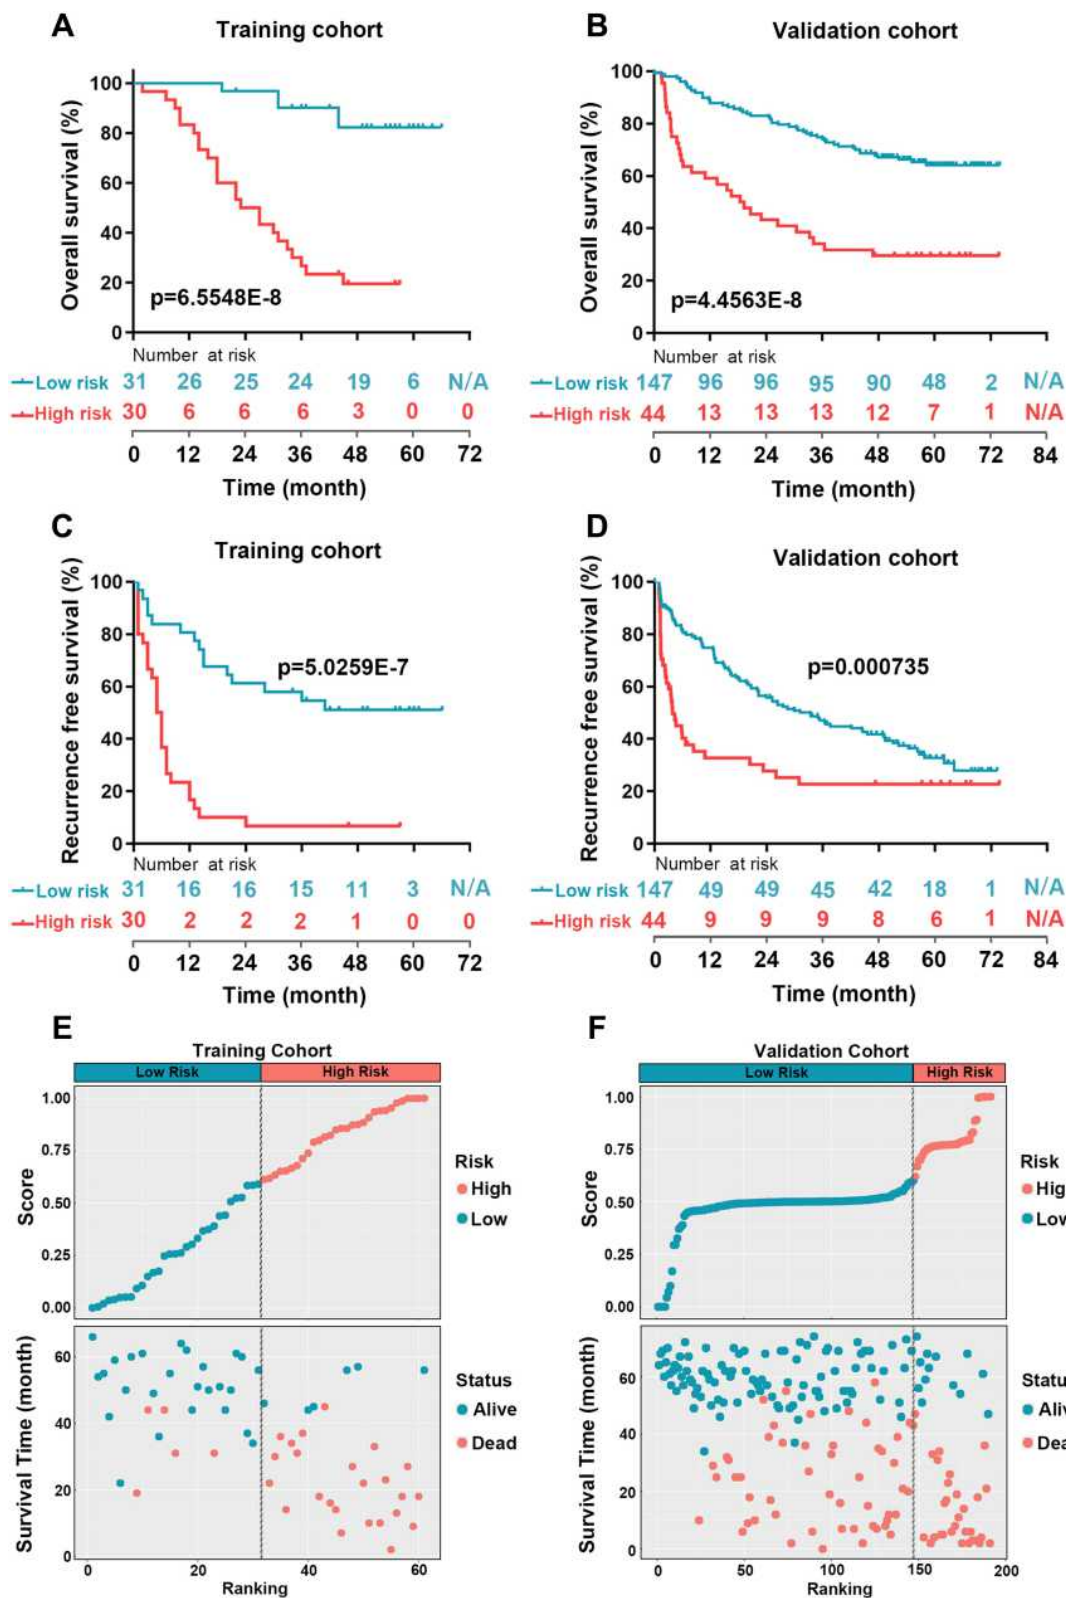 A
Training cohort
Overall survival (%)
100
80
60
40
20
0
p=6.5548E-8
Number at risk
Low risk 31 26 25 24 19 6 N/A
High risk 30 6 6 6 3 0 0
0 12 24 36 48 60 72
Time (month)
B
Validation cohort
Overall survival (%)
100
80
60
40
20
0
p=4.4563E-8
Number at risk
Low risk 147 96 96 95 90 48 2 N/A
High risk 44 13 13 13 12 7 1 N/A
0 12 24 36 48 60 72 84
Time (month)
C
Training cohort
Recurrence free survival (%)
100
80
60
40
20
0
p=5.0259E-7
Number at risk
Low risk 31 16 16 15 11 3 N/A
High risk 30 2 2 2 1 0 0
0 12 24 36 48 60 72
Time (month)
D
Validation cohort
Recurrence free survival (%)
100
80
60
40
20
0
p=0.000735
Number at risk
Low risk 147 49 49 45 42 18 1 N/A
High risk 44 9 9 9 8 6 1 N/A
0 12 24 36 48 60 72 84
Time (month)
E
Training Cohort
Low Risk High Risk
Score
1.00
0.75
0.50
0.25
0.00
Risk
High
Low
Survival Time (month)
60
40
20
0
Status
Alive
Dead
0 20 40 60
Ranking
F
Validation Cohort
Low Risk High Risk
Score
1.00
0.75
0.50
0.25
0.00
Risk
Hig
Lov
Survival Time (month)
60
40
20
0
Statu
Aliv
Dea
0 50 100 150 200
Ranking